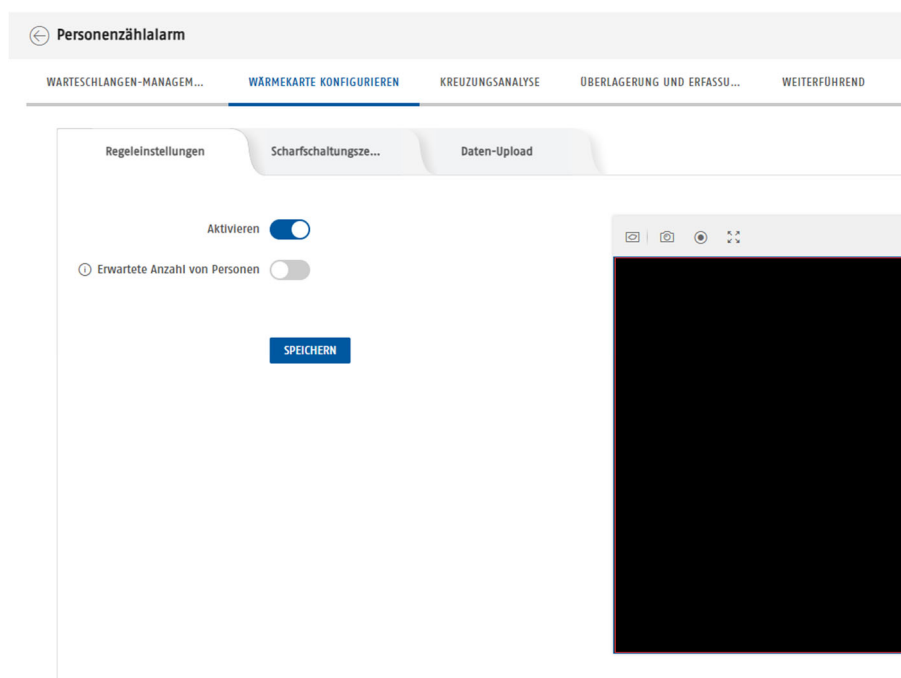 Personenzählalarm
WARTESCHLANGEN-MANAGEM... WÄRMEKARTE KONFIGURIEREN KREUZUNGSANALYSE ÜBERLAGERUNG UND ERFASSU... WEITERFÜHREND
Regeleinstellungen Scharfschaltungsze... Daten-Upload
Aktivieren
Erwartete Anzahl von Personen
SPEICHERN